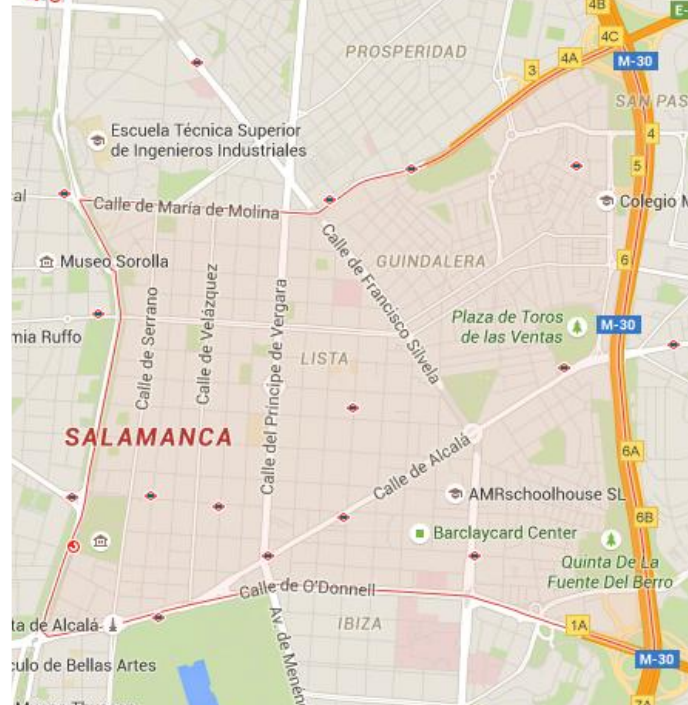 4B
E-
4C
PROSPERIDAD
4A
M-30
3
SAN PAS
Escuela Técnica Superior
de Ingenieros Industriales
4
5
al
Calle de María de Molina
Colegio M
Museo Sorolla
Calle de Francisco Silvela
GUINDALERA
6
Calle de Serrano
Calle de Velázquez
Calle del Príncipe de Vergara
Plaza de Toros
de las Ventas
M-30
mia Ruffo
LISTA
SALAMANCA
Calle de Alcalá
6A
AMRschoolhouse SL
6B
Barclaycard Center
Quinta De La
Fuente Del Berro
Calle de O'Donnell
ta de Alcalá
Av. de Menén
IBIZA
1A
culo de Bellas Artes
M-30
7A